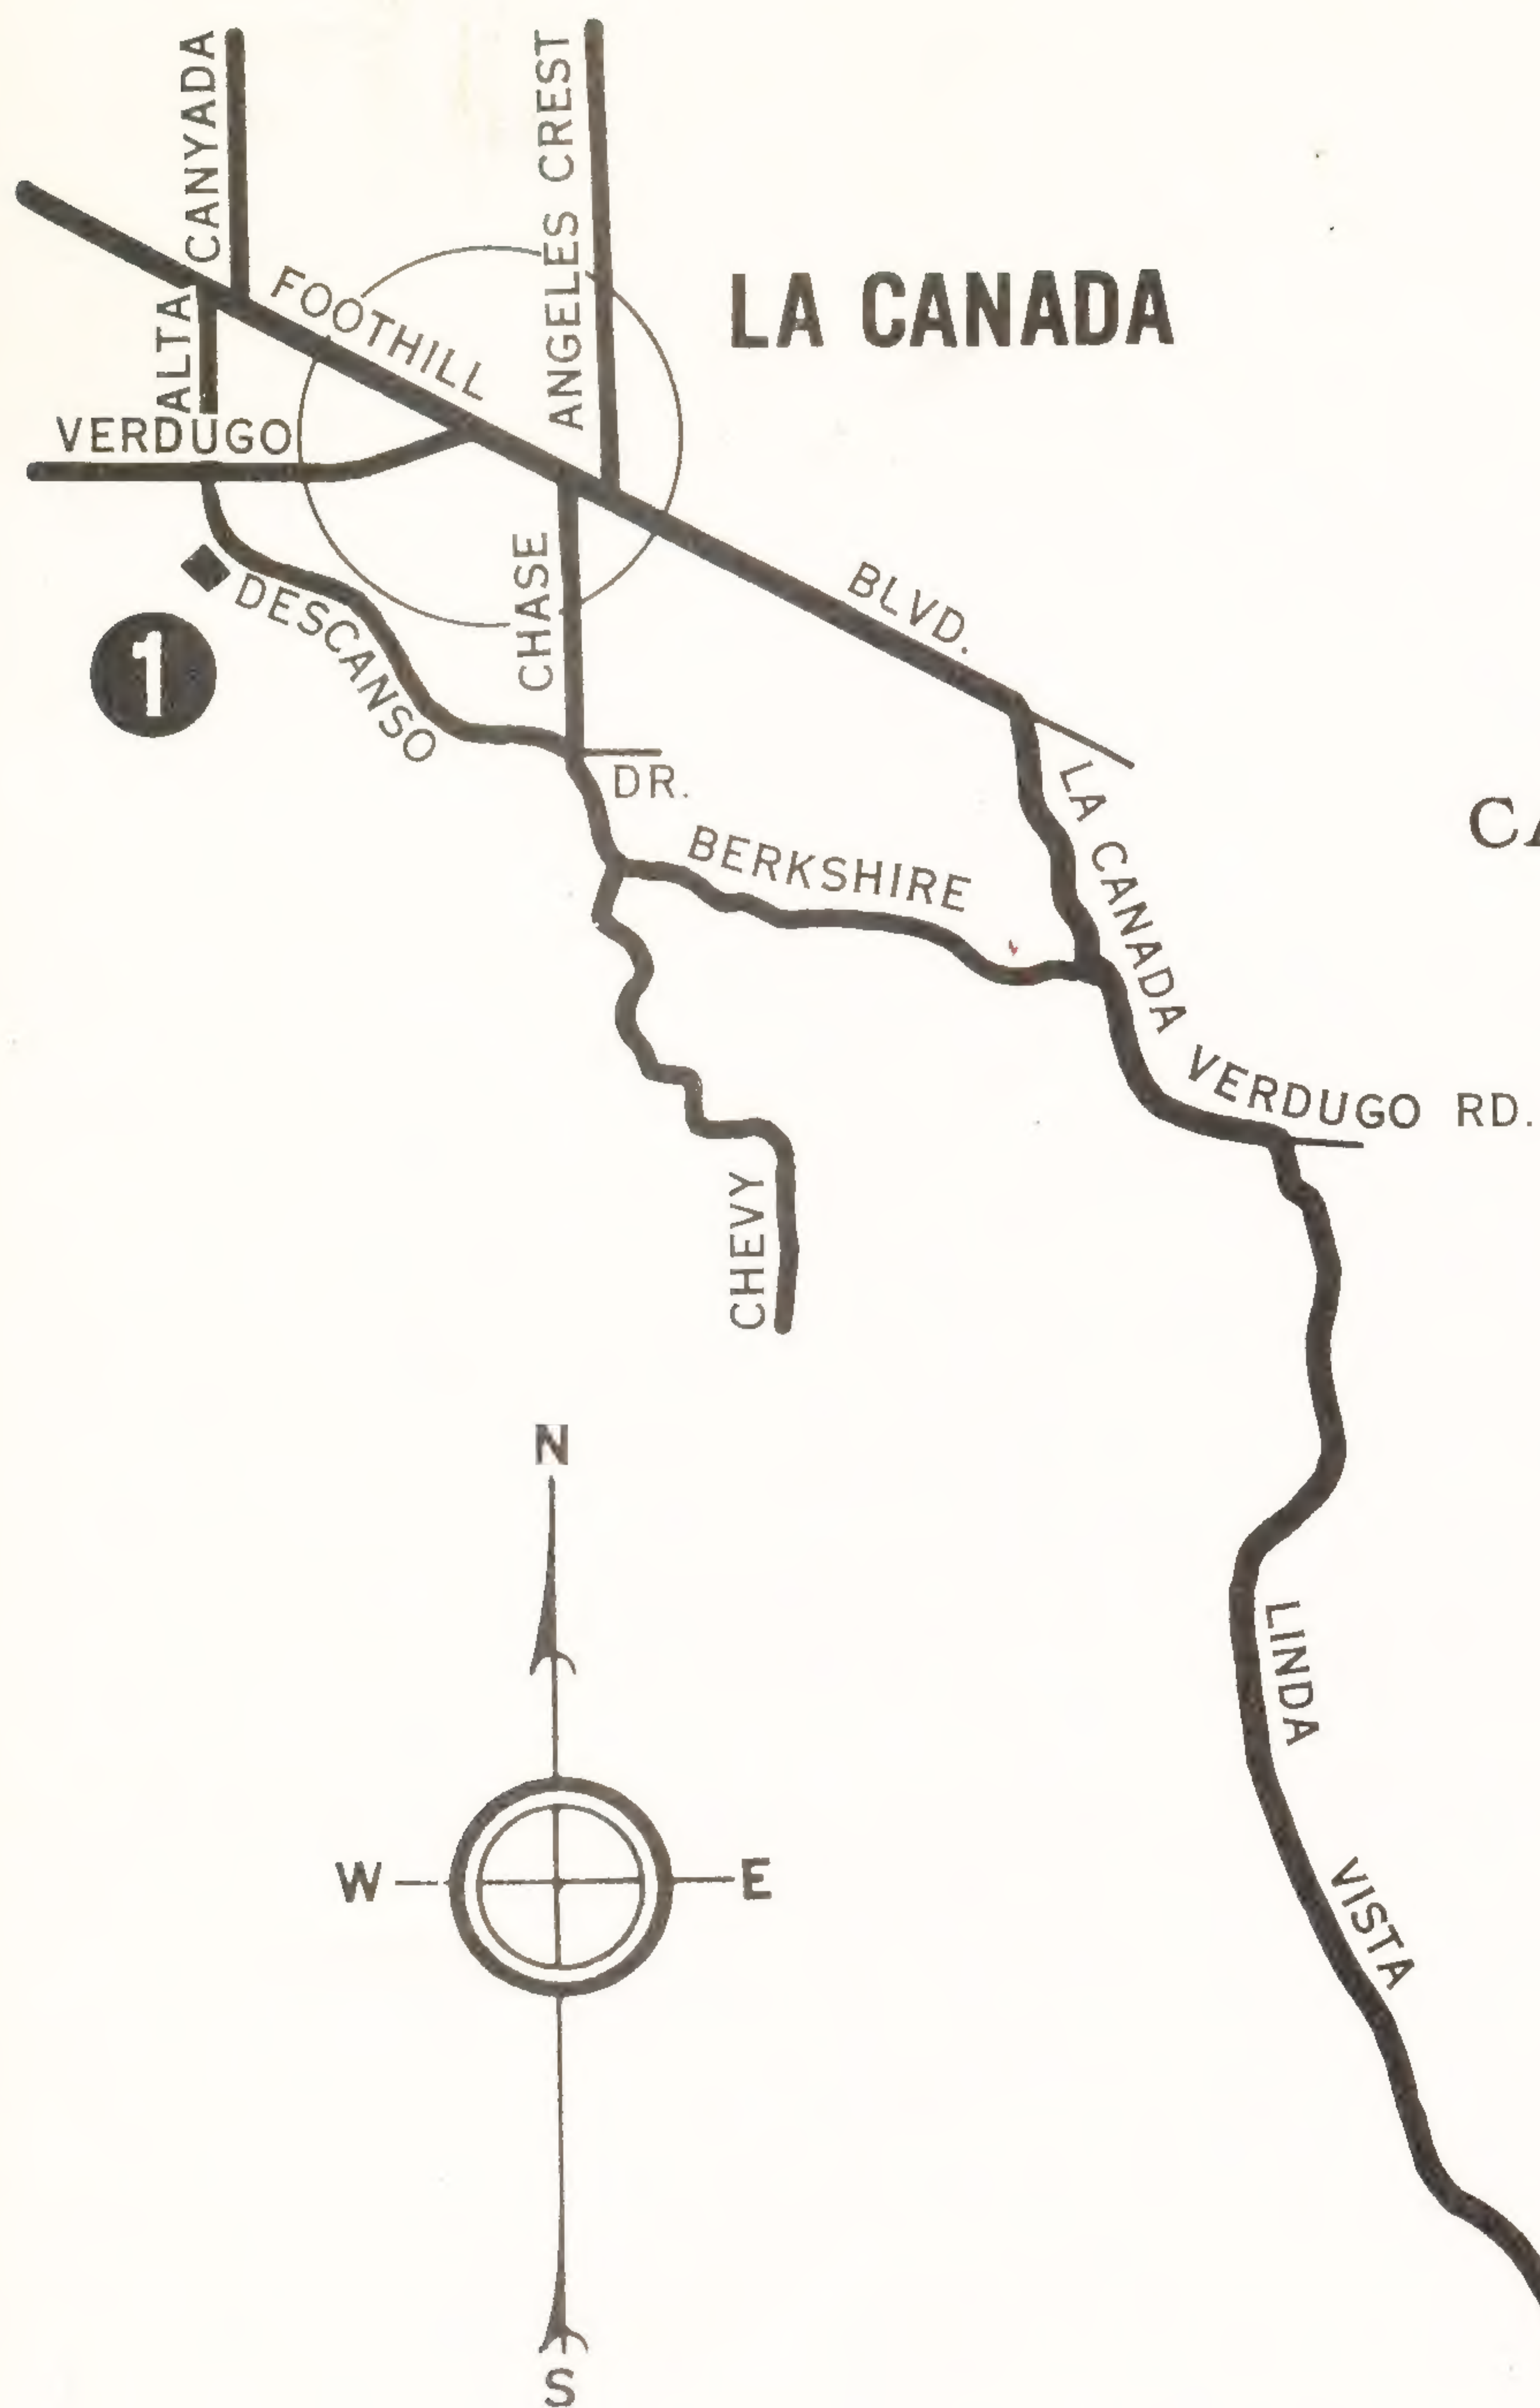 ALTA CANYADA
ANGELES CREST
FOOTHILL BLVD.
LA CANADA
VERDUGO
CHASE
1
DESCANSO DR.
BERKSHIRE
LA CANADA VERDUGO RD.
CA
CHEVY
N
W E
S
LINDA VISTA